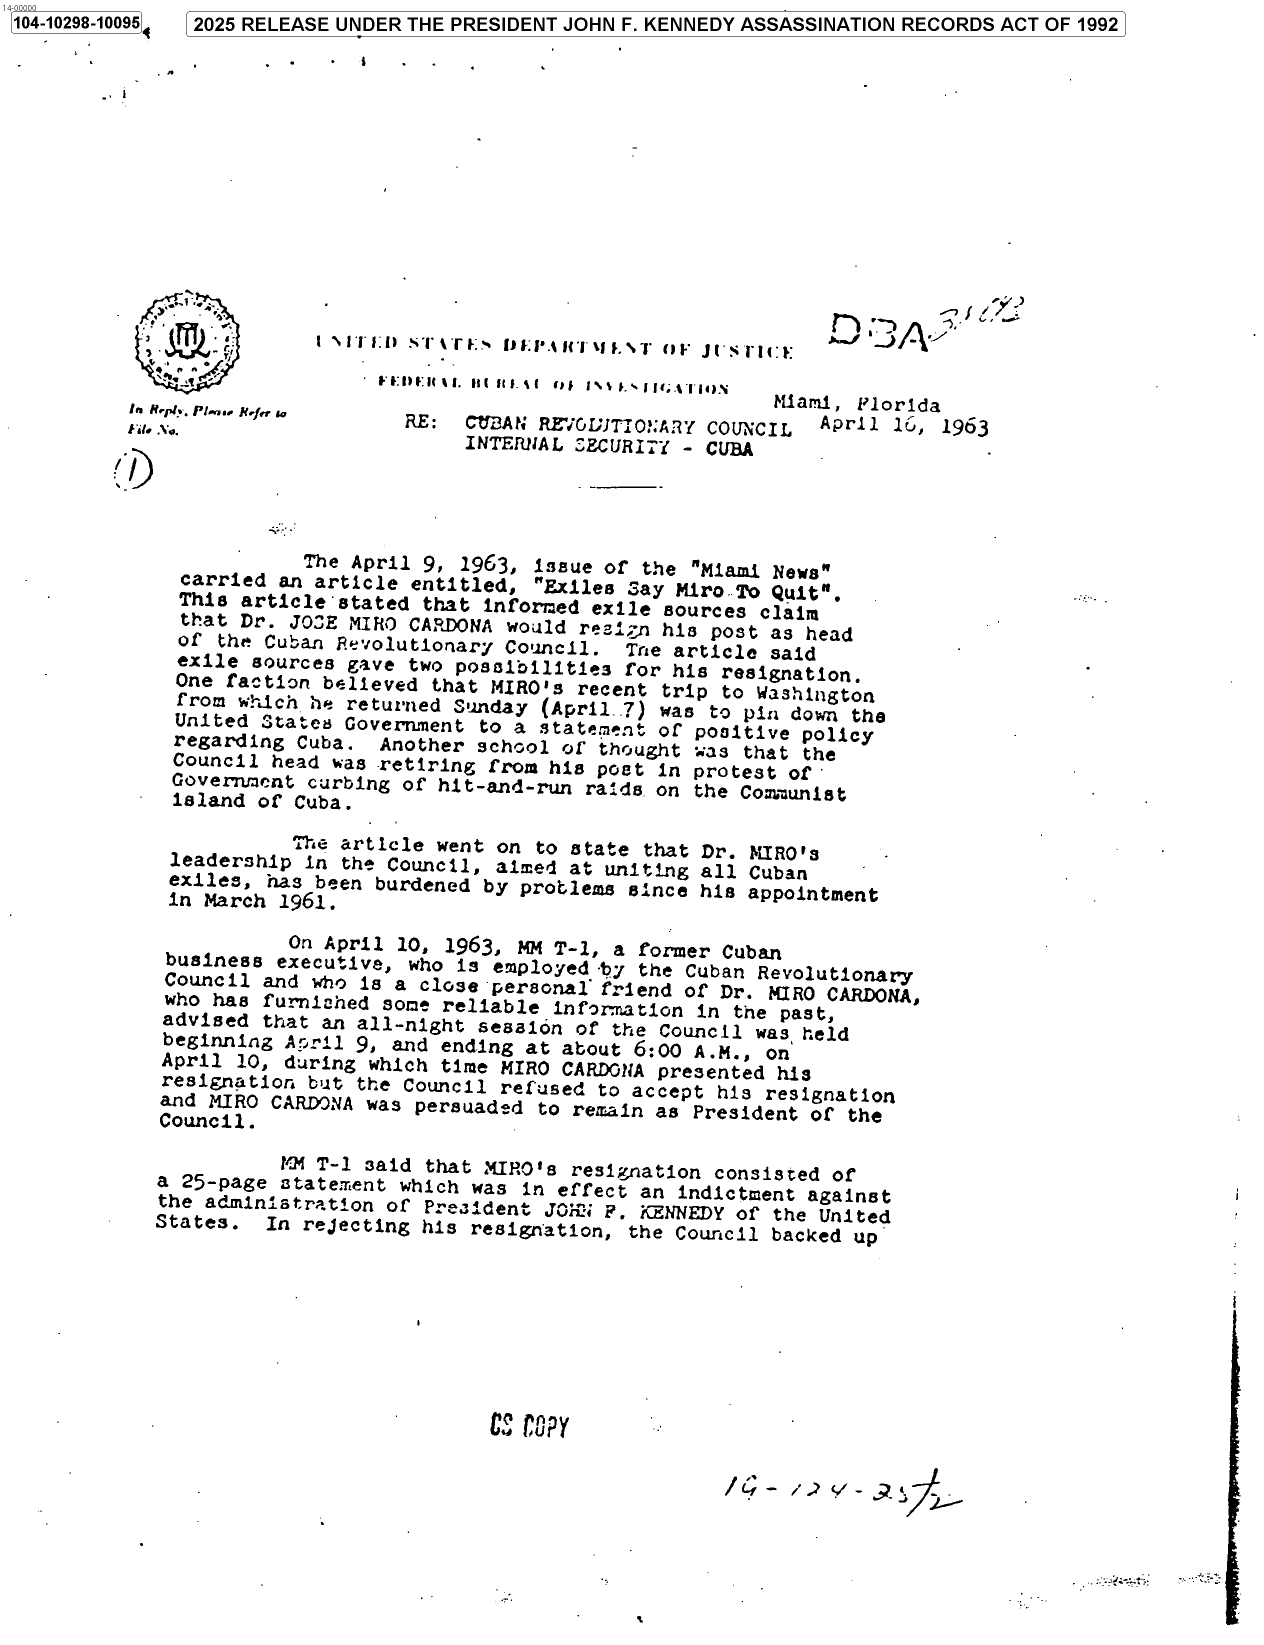 14-00000
104-10298-10095
2025 RELEASE UNDER THE PRESIDENT JOHN F. KENNEDY ASSASSINATION RECORDS ACT OF 1992
DBA
UNITED STATES DEPARTMENT OF JUSTICE
FEDERAL BUREAU OF INVESTIGATION
In Reply, Please Refer to
File No.
Miami, Florida
April 16, 1963
RE: CUBAN REVOLUTIONARY COUNCIL
INTERNAL SECURITY - CUBA
(1)
The April 9, 1963, issue of the "Miami News"
carried an article entitled, "Exiles Say Miro To Quit".
This article stated that informed exile sources claim
that Dr. JOSE MIRO CARDONA would resign his post as head
of the Cuban Revolutionary Council. The article said
exile sources gave two possibilities for his resignation.
One faction believed that MIRO's recent trip to Washington
from which he returned Sunday (April 7) was to pin down the
United States Government to a statement of positive policy
regarding Cuba. Another school of thought was that the
Council head was retiring from his post in protest of
Government curbing of hit-and-run raids on the Communist
island of Cuba.
The article went on to state that Dr. MIRO's
leadership in the Council, aimed at uniting all Cuban
exiles, has been burdened by problems since his appointment
in March 1961.
On April 10, 1963, MM T-1, a former Cuban
business executive, who is employed by the Cuban Revolutionary
Council and who is a close personal friend of Dr. MIRO CARDONA,
who has furnished some reliable information in the past,
advised that an all-night session of the Council was held
beginning April 9, and ending at about 6:00 A.M., on
April 10, during which time MIRO CARDONA presented his
resignation but the Council refused to accept his resignation
and MIRO CARDONA was persuaded to remain as President of the
Council.
MM T-1 said that MIRO's resignation consisted of
a 25-page statement which was in effect an indictment against
the administration of President JOHN F. KENNEDY of the United
States. In rejecting his resignation, the Council backed up
CS COPY
19-124-25/2